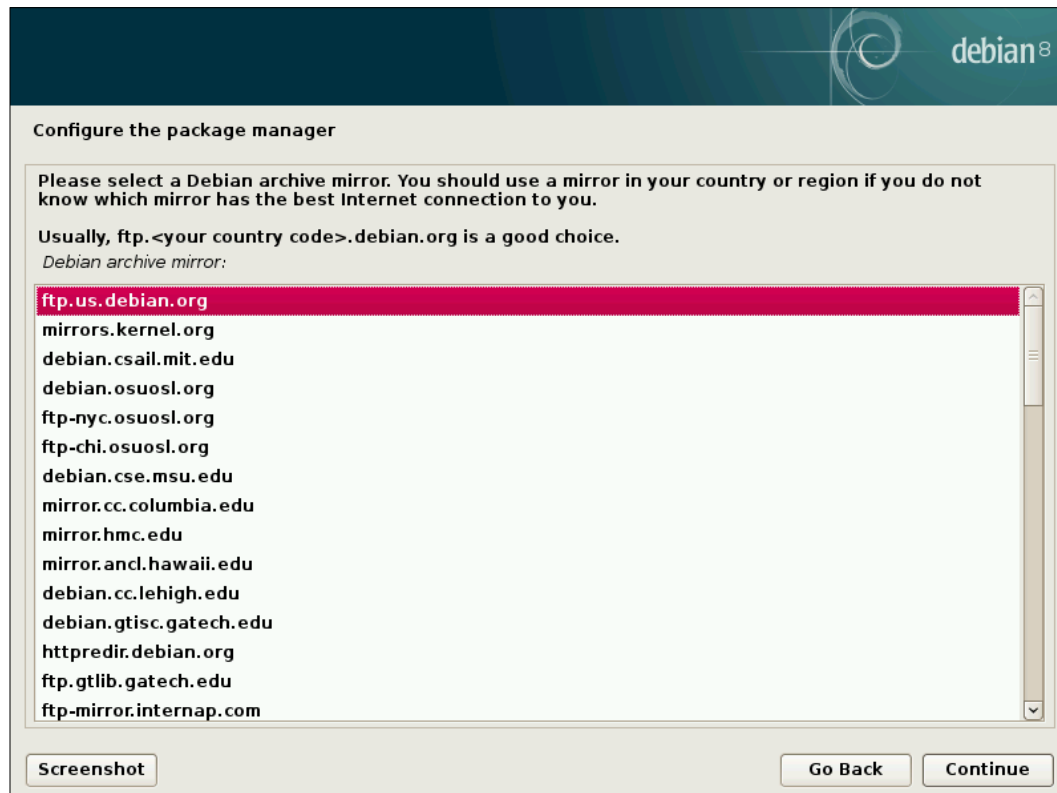 debian 8
Configure the package manager
Please select a Debian archive mirror. You should use a mirror in your country or region if you do not
know which mirror has the best Internet connection to you.
Usually, ftp.<your country code>.debian.org is a good choice.
Debian archive mirror:
ftp.us.debian.org
mirrors.kernel.org
debian.csail.mit.edu
debian.osuosl.org
ftp-nyc.osuosl.org
ftp-chi.osuosl.org
debian.cse.msu.edu
mirror.cc.columbia.edu
mirror.hmc.edu
mirror.ancl.hawaii.edu
debian.cc.lehigh.edu
debian.gtisc.gatech.edu
httpredir.debian.org
ftp.gtlib.gatech.edu
ftp-mirror.internap.com
Screenshot Go Back Continue